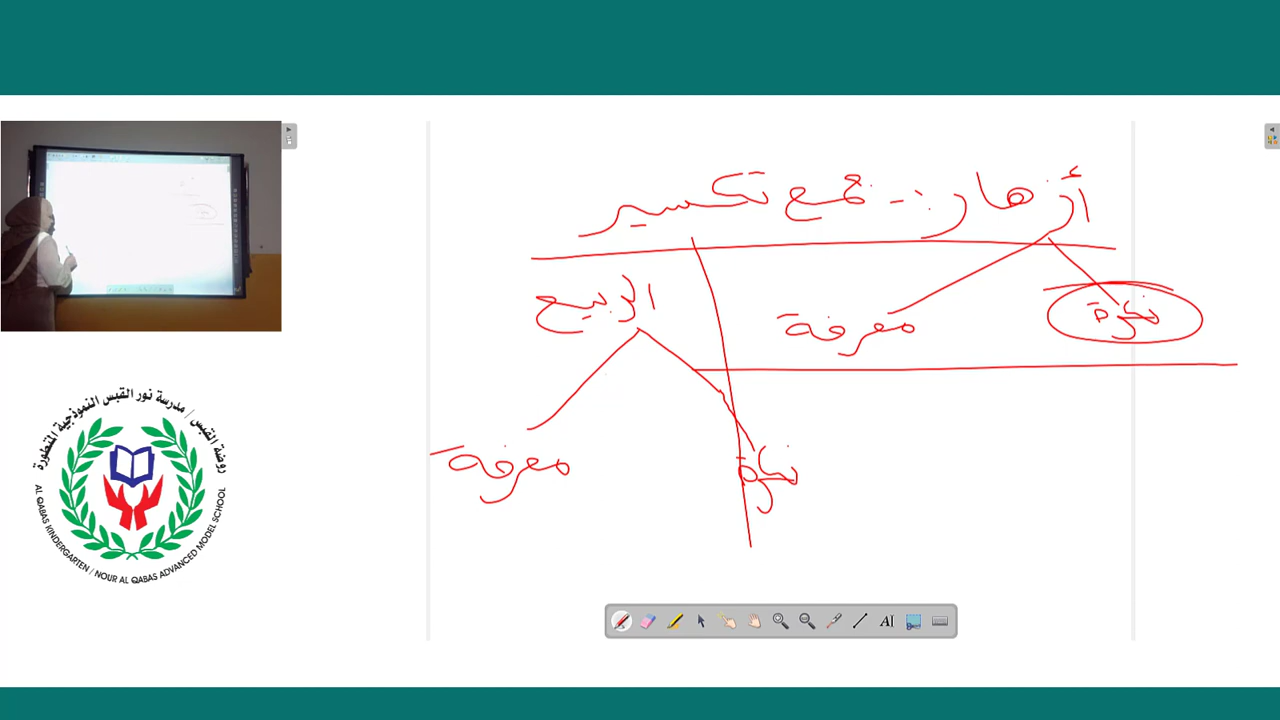 أزهار :- جمع تكسير
نكرة
معرفة
الربيع
نكرة
معرفة
روضة القبس / مدرسة نور القبس النموذجية المتطورة
AL QABAS KINDERGARTEN / NOUR AL QABAS ADVANCED MODEL SCHOOL
AI